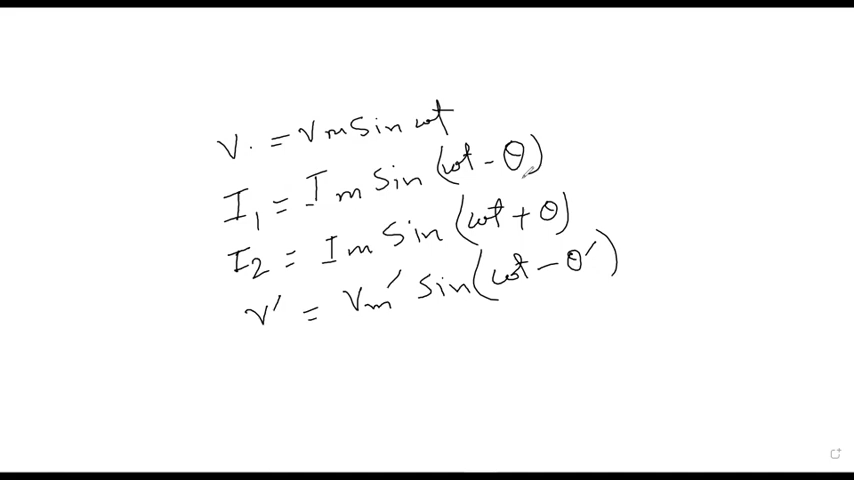 V. = Vm Sin ωt
I₁ = Im Sin (ωt - θ)
I₂ = Im Sin (ωt + θ)
V' = Vm' Sin (ωt - θ')